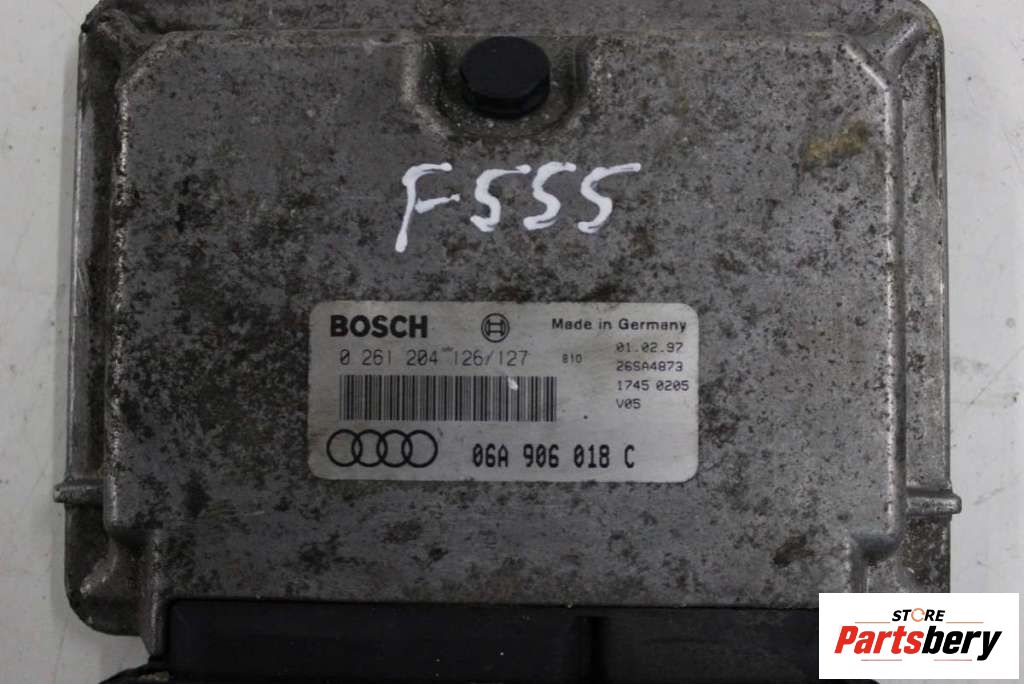 F555
BOSCH
Made in Germany
0 261 204 126/127
810
01.02.97
26SA4873
1745 0205
V05
06A 906 018 C
STORE
Partsbery